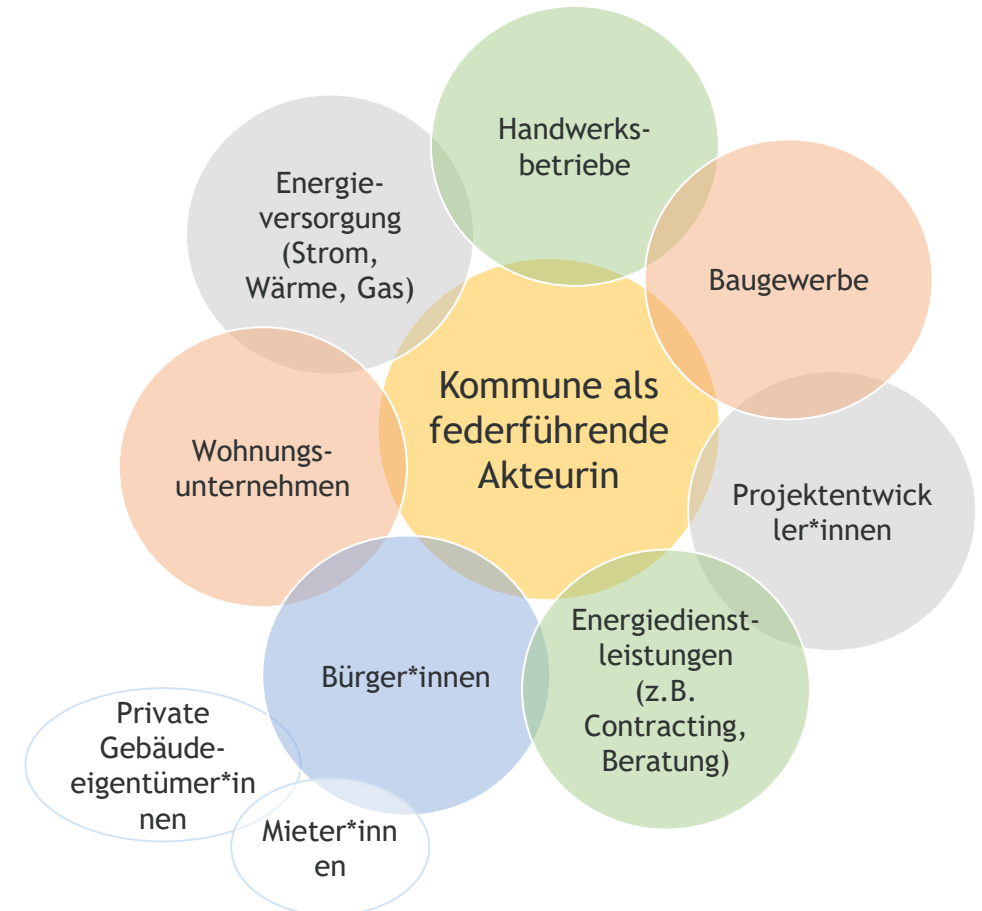 Handwerks-
betriebe
Energie-
versorgung
(Strom,
Wärme, Gas)
Baugewerbe
Kommune als
federführende
Akteurin
Wohnungs-
unternehmen
Projektentwick
ler*innen
Energiedienst-
leistungen
(z.B.
Contracting,
Beratung)
Bürger*innen
Private
Gebäude-
eigentümer*in
nen
Mieter*inn
en